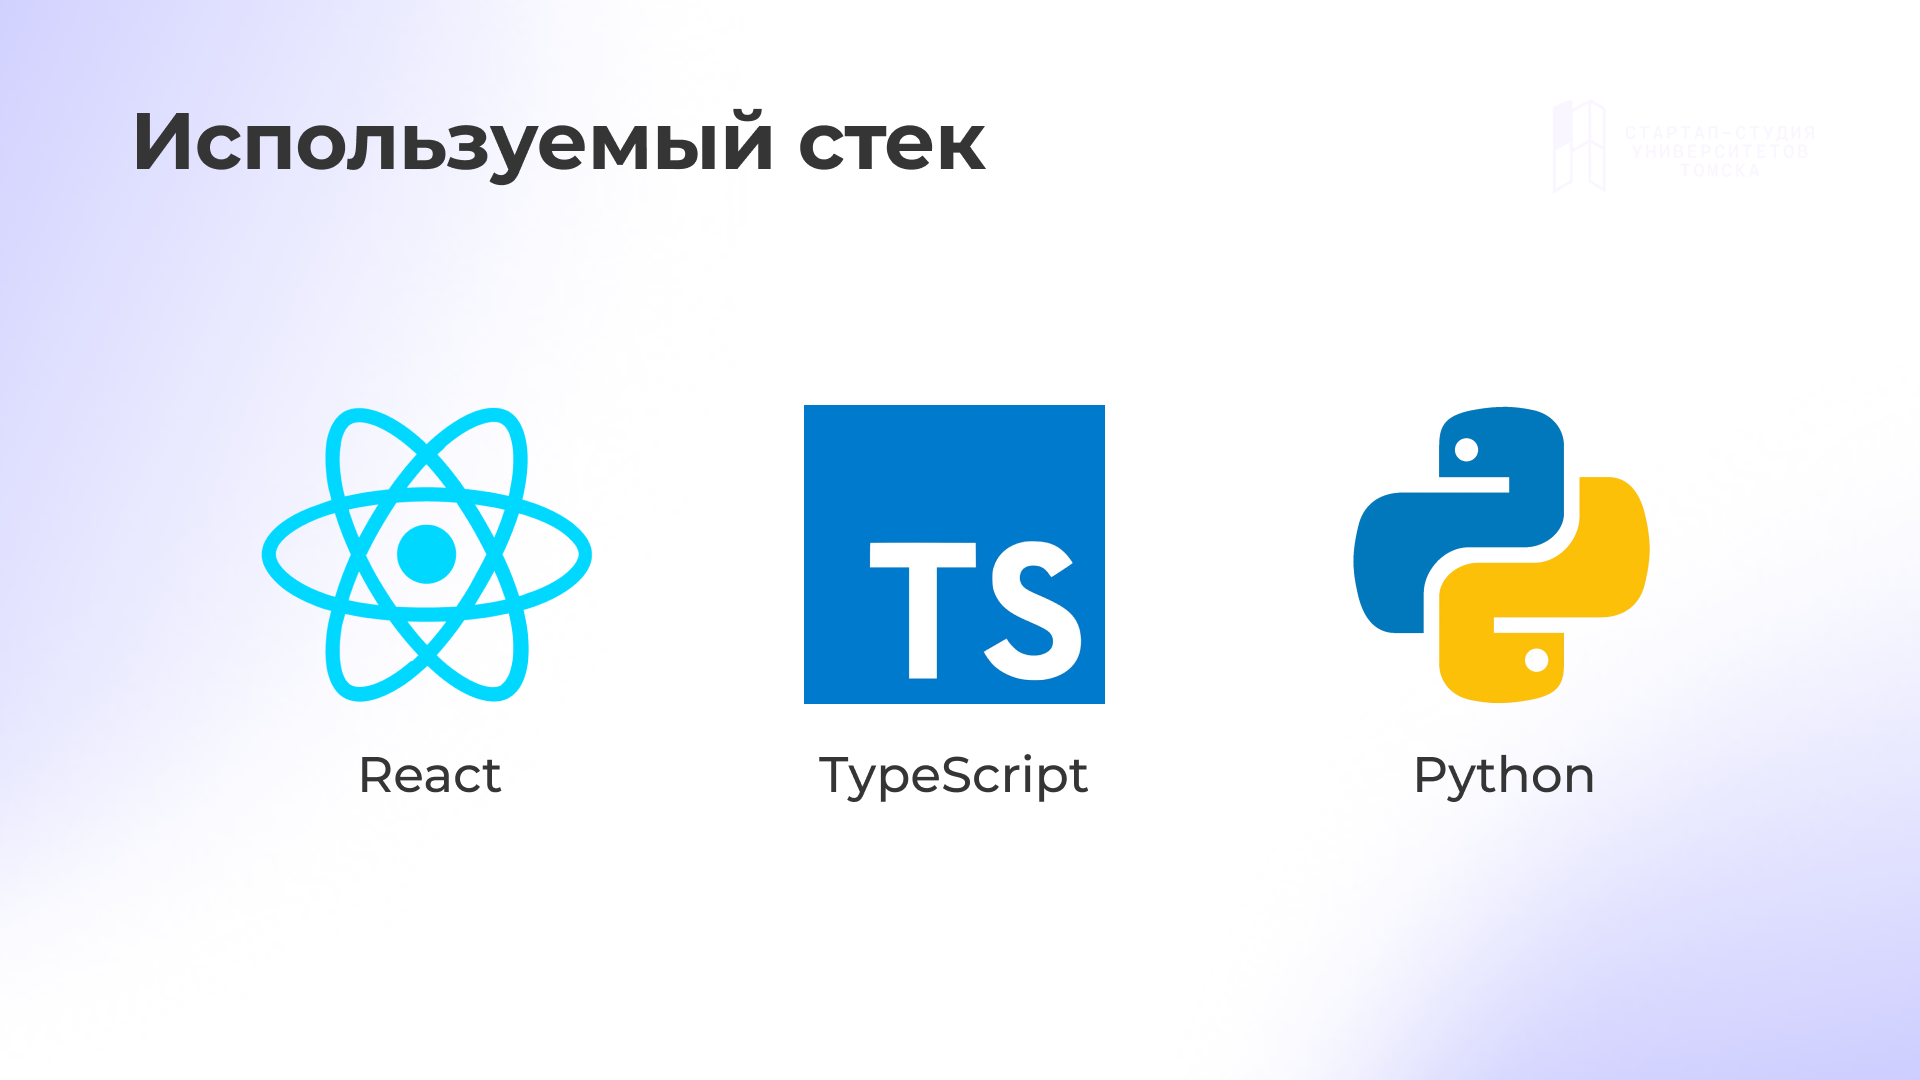 Используемый стек
СТАРТАП-СТУДИЯ
УНИВЕРСИТЕТОВ
ТОМСКА
TS
React
TypeScript
Python